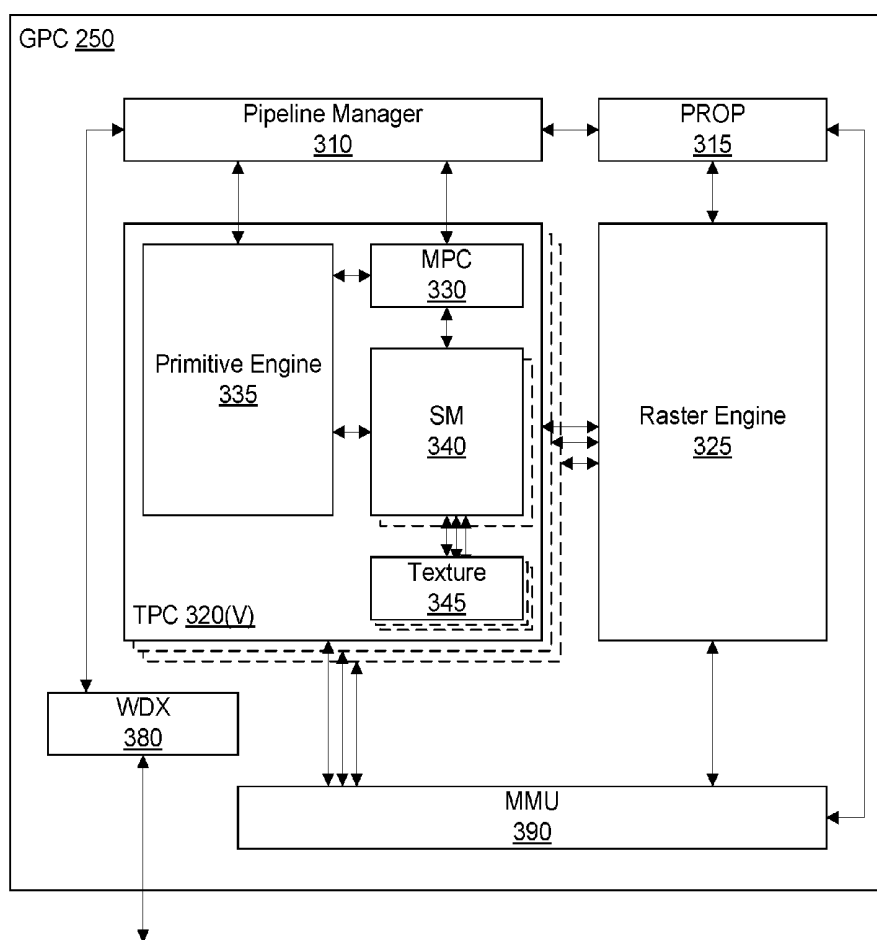 GPC 250
Pipeline Manager
310
PROP
315
MPC
330
Primitive Engine
335
SM
340
Raster Engine
325
Texture
345
TPC 320(V)
WDX
380
MMU
390